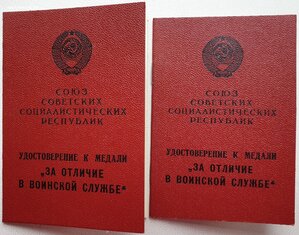 СОЮЗ
СОВЕТСКИХ
СОЦИАЛИСТИЧЕСКИХ
РЕСПУБЛИК
УДОСТОВЕРЕНИЕ К МЕДАЛИ
„ЗА ОТЛИЧИЕ
В ВОИНСКОЙ СЛУЖБЕ“
СОЮЗ
СОВЕТСКИХ
СОЦИАЛИСТИЧЕСКИХ
РЕСПУБЛИК
УДОСТОВЕРЕНИЕ К МЕДАЛИ
„ЗА ОТЛИЧИЕ
В ВОИНСКОЙ СЛУЖБЕ“